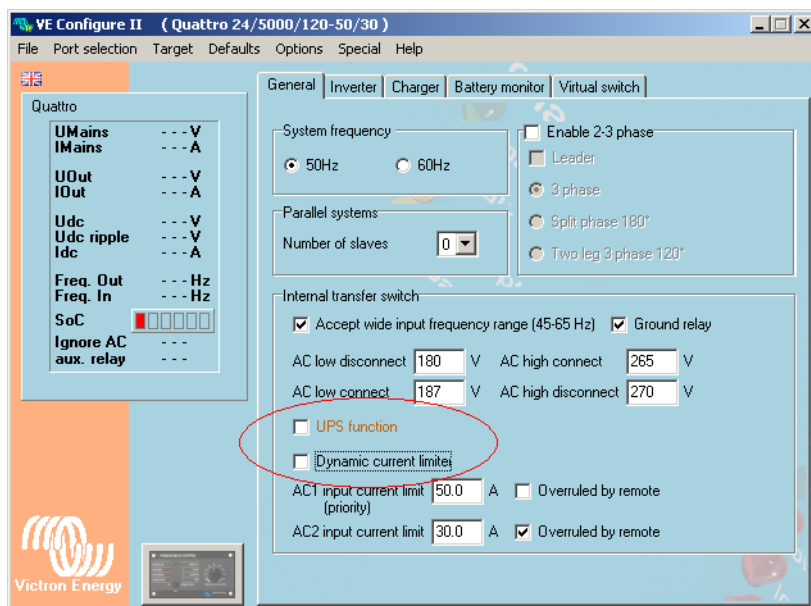 VE Configure II ( Quattro 24/5000/120-50/30 )
File Port selection Target Defaults Options Special Help
General Inverter Charger Battery monitor Virtual switch
Quattro
UMains - - - V
IMains - - - A
UOut - - - V
IOut - - - A
Udc - - - V
Udc ripple - - - V
Idc - - - A
Freq. Out - - - Hz
Freq. In - - - Hz
SoC
Ignore AC - - -
aux. relay - - -
System frequency
50Hz 60Hz
Parallel systems
Number of slaves 0
Enable 2-3 phase
Leader
3 phase
Split phase 180°
Two leg 3 phase 120°
Internal transfer switch
Accept wide input frequency range (45-65 Hz) Ground relay
AC low disconnect 180 V AC high connect 265 V
AC low connect 187 V AC high disconnect 270 V
UPS function
Dynamic current limiter
AC1 input current limit 50.0 A Overruled by remote
(priority)
AC2 input current limit 30.0 A Overruled by remote
Victron Energy